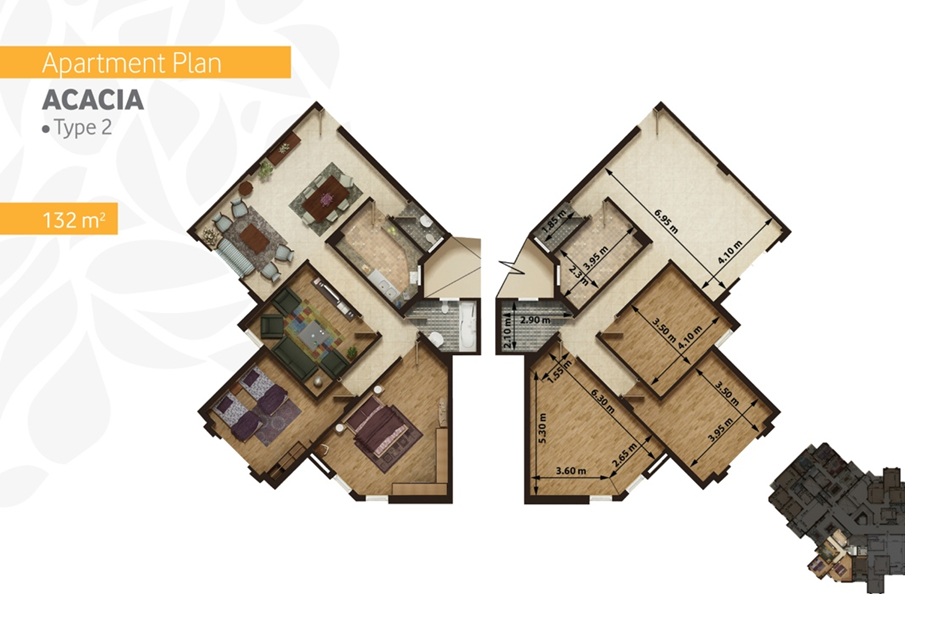 Apartment Plan
ACACIA
• Type 2
132 m²
1.85 m
6.95 m
4.10 m
3.95 m
2.3 m
2.10 m
2.90 m
3.50 m
4.10 m
1.55 m
6.30 m
3.50 m
3.95 m
5.30 m
2.65 m
3.60 m